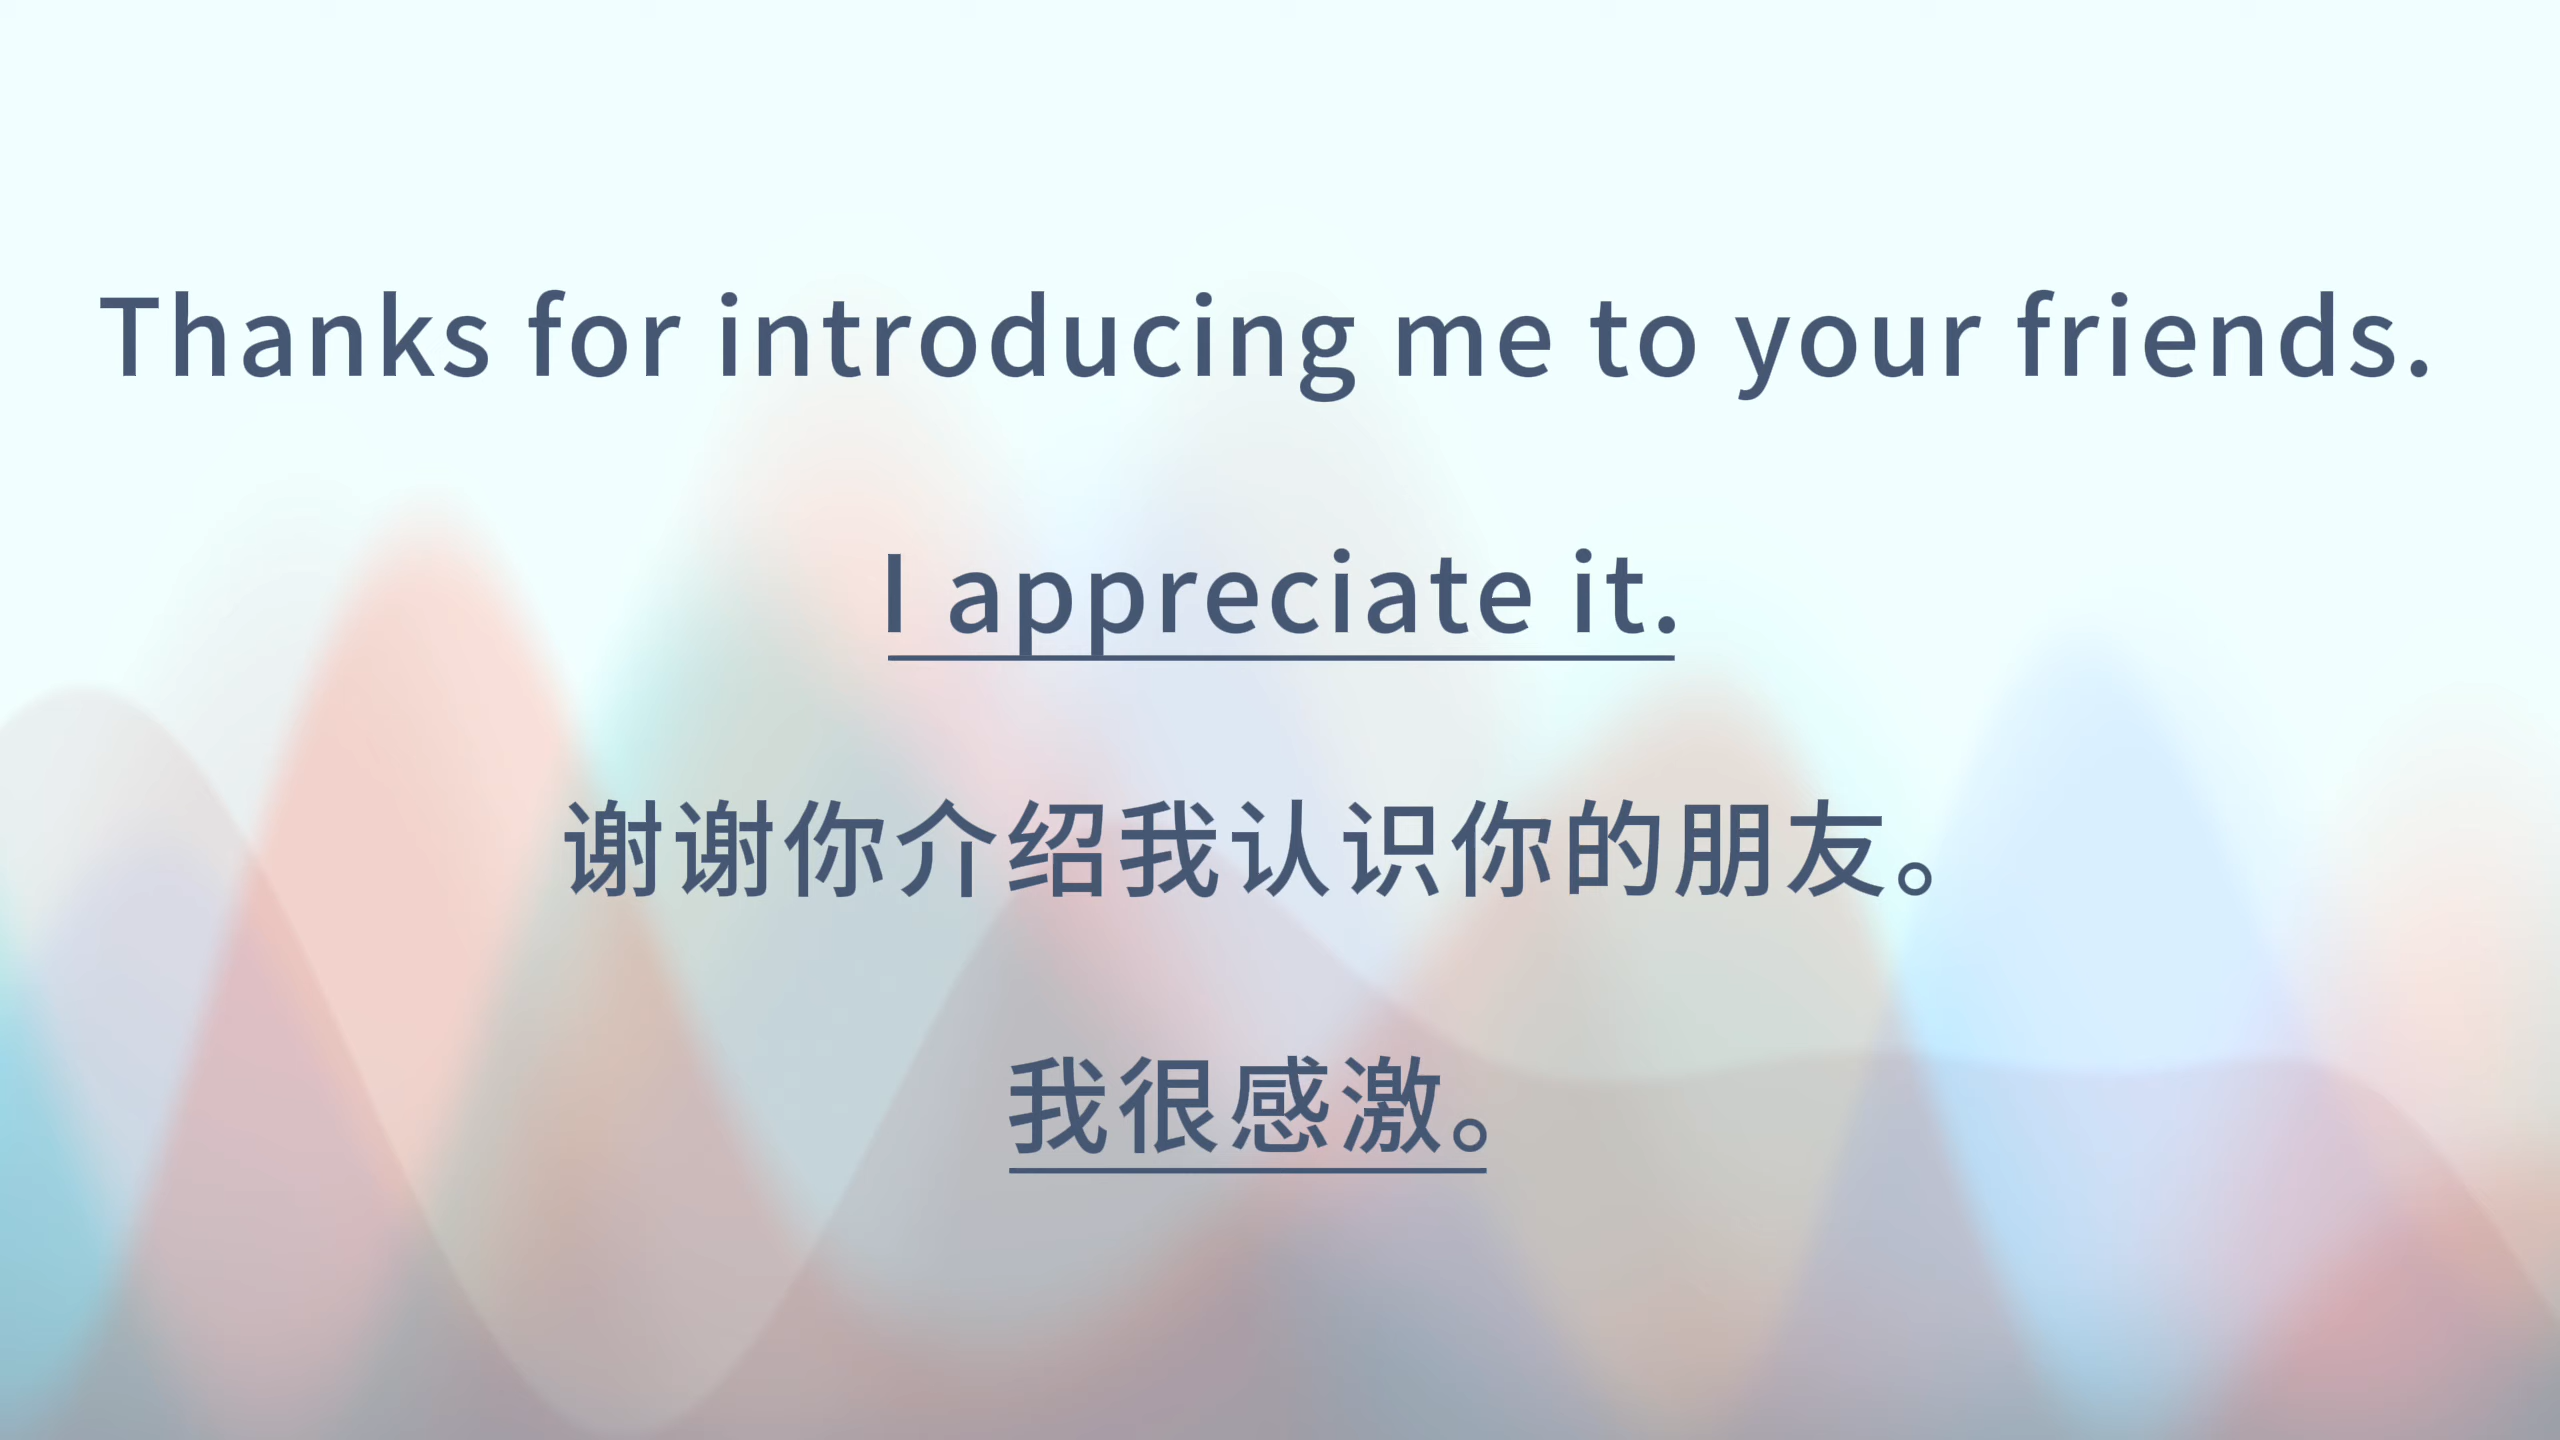 Thanks for introducing me to your friends.
I appreciate it.
谢谢你介绍我认识你的朋友。
我很感激。